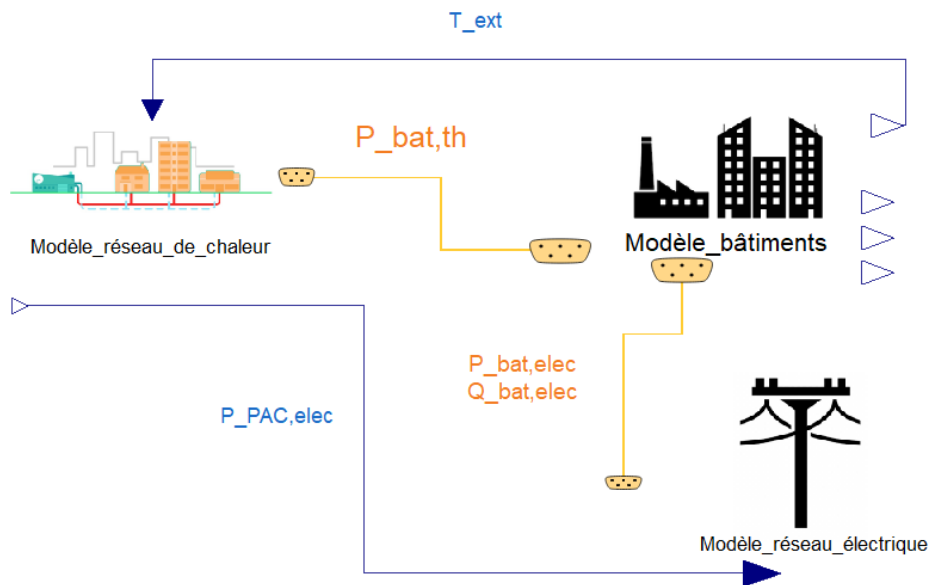 T_ext
P_bat,th
Modèle_réseau_de_chaleur
Modèle_bâtiments
P_bat,elec
Q_bat,elec
P_PAC,elec
Modèle_réseau_électrique